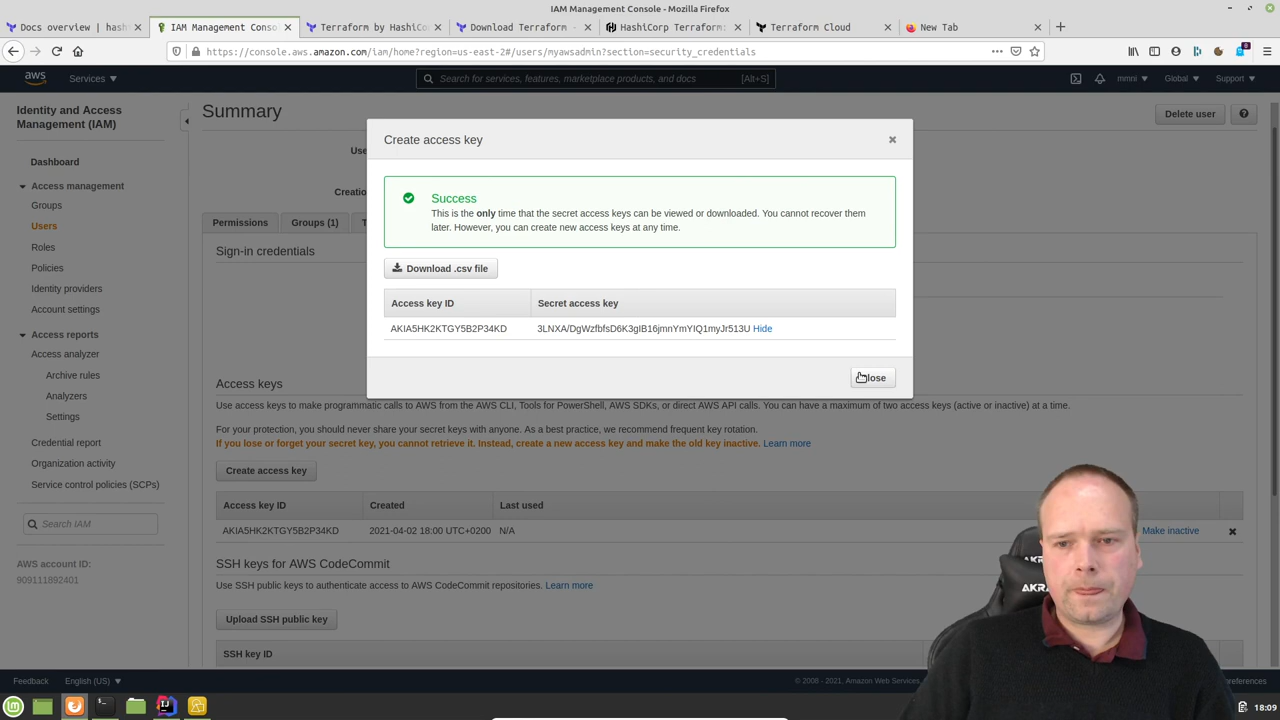 IAM Management Console - Mozilla Firefox
Docs overview | hash
IAM Management Conso
Terraform by HashiCo
Download Terraform -
HashiCorp Terraform:
Terraform Cloud
New Tab
https://console.aws.amazon.com/iam/home?region=us-east-2#/users/myawsadmin?section=security_credentials
8
aws
Services
Search for services, features, marketplace products, and docs
[Alt+S]
mmni
Global
Support
Identity and Access
Management (IAM)
Dashboard
Access management
Groups
Users
Roles
Policies
Identity providers
Account settings
Access reports
Access analyzer
Archive rules
Analyzers
Settings
Credential report
Organization activity
Service control policies (SCPs)
Search IAM
AWS account ID:
909111892401
Summary
Delete user
Use
Creation
Permissions
Groups (1)
T
Sign-in credentials
Create access key
Success
This is the only time that the secret access keys can be viewed or downloaded. You cannot recover them
later. However, you can create new access keys at any time.
Download .csv file
Access key ID
Secret access key
AKIA5HK2KTGY5B2P34KD
3LNXA/DgWzfbfsD6K3gIB16jmnYmYIQ1myJr513U Hide
Close
Access keys
Use access keys to make programmatic calls to AWS from the AWS CLI, Tools for PowerShell, AWS SDKs, or direct AWS API calls. You can have a maximum of two access keys (active or inactive) at a time.
For your protection, you should never share your secret keys with anyone. As a best practice, we recommend frequent key rotation.
If you lose or forget your secret key, you cannot retrieve it. Instead, create a new access key and make the old key inactive. Learn more
Create access key
Access key ID
Created
Last used
AKIA5HK2KTGY5B2P34KD
2021-04-02 18:00 UTC+0200
N/A
Make inactive
SSH keys for AWS CodeCommit
Use SSH public keys to authenticate access to AWS CodeCommit repositories. Learn more
Upload SSH public key
SSH key ID
AKRA
Feedback
English (US)
© 2008 - 2021, Amazon Web Services,
references
18:09